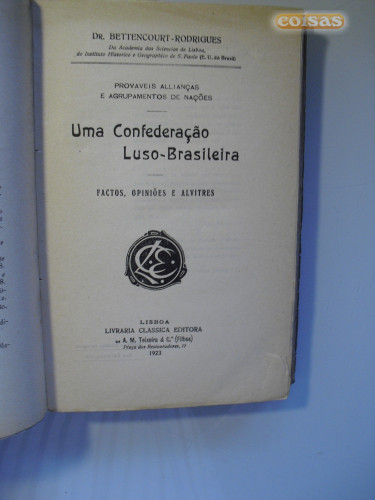 coisas
DR. BETTENCOURT-RODRIGUES
Da Academia das Sciencias de Lisboa,
do Instituto Historico e Geographico de S. Paulo (E. U. do Brasil)
PROVAVEIS ALLIANÇAS
E AGRUPAMENTOS DE NAÇÕES
Uma Confederação
Luso-Brasileira
FACTOS, OPINIÕES E ALVITRES
LCE
LISBOA
LIVRARIA CLASSICA EDITORA
DE A. M. Teixeira & C.ª (Filhos)
Praça dos Restauradores, 17
1923